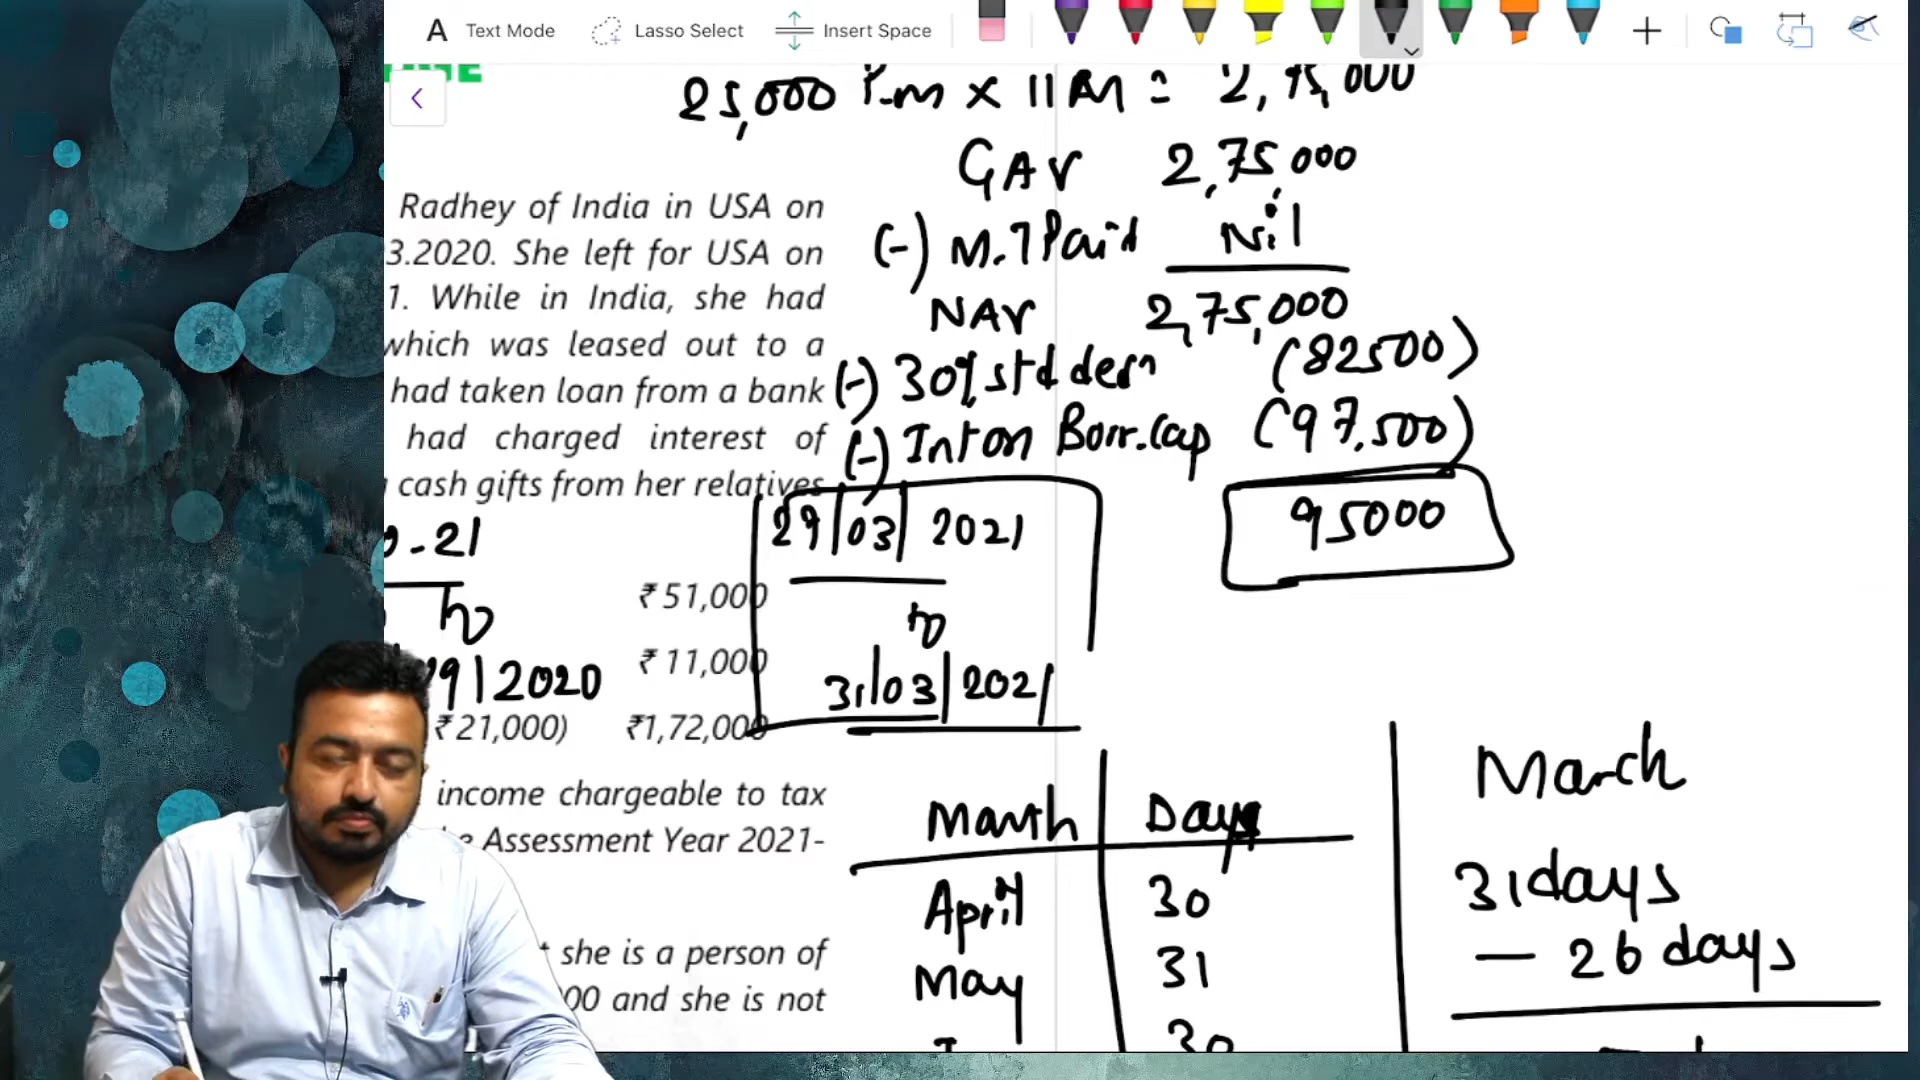 A Text Mode Lasso Select Insert Space
25,000 P.m x 11 M = 2,75,000
GAV 2,75,000
Radhey of India in USA on
(-) M.T Paid Nil
3.2020. She left for USA on
1. While in India, she had
NAV 2,75,000
which was leased out to a
(-) 30% std dedn (82500)
had taken loan from a bank
(-) Int on Borr.Cap (97,500)
had charged interest of
cash gifts from her relatives
29/03/2021 95000
-21
to
₹51,000
to
9/2020
₹11,000
31/03/2021
₹21,000) ₹1,72,000
March
income chargeable to tax
Month Days
Assessment Year 2021-
31 days
April 30
she is a person of
- 26 days
May 31
00 and she is not
30